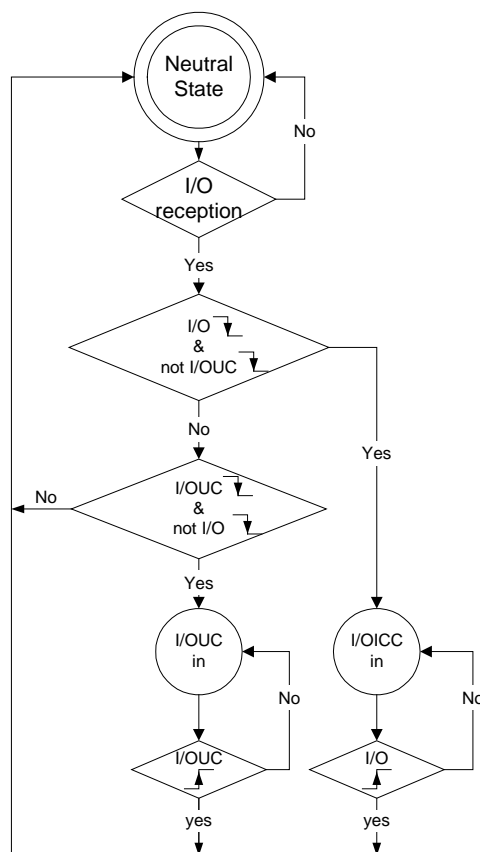 Neutral
State
No
I/O
reception
Yes
I/O
&
not I/OUC
No
Yes
I/OUC
&
not I/O
No
Yes
I/OUC
in
I/OICC
in
No
No
I/OUC
I/O
yes
yes